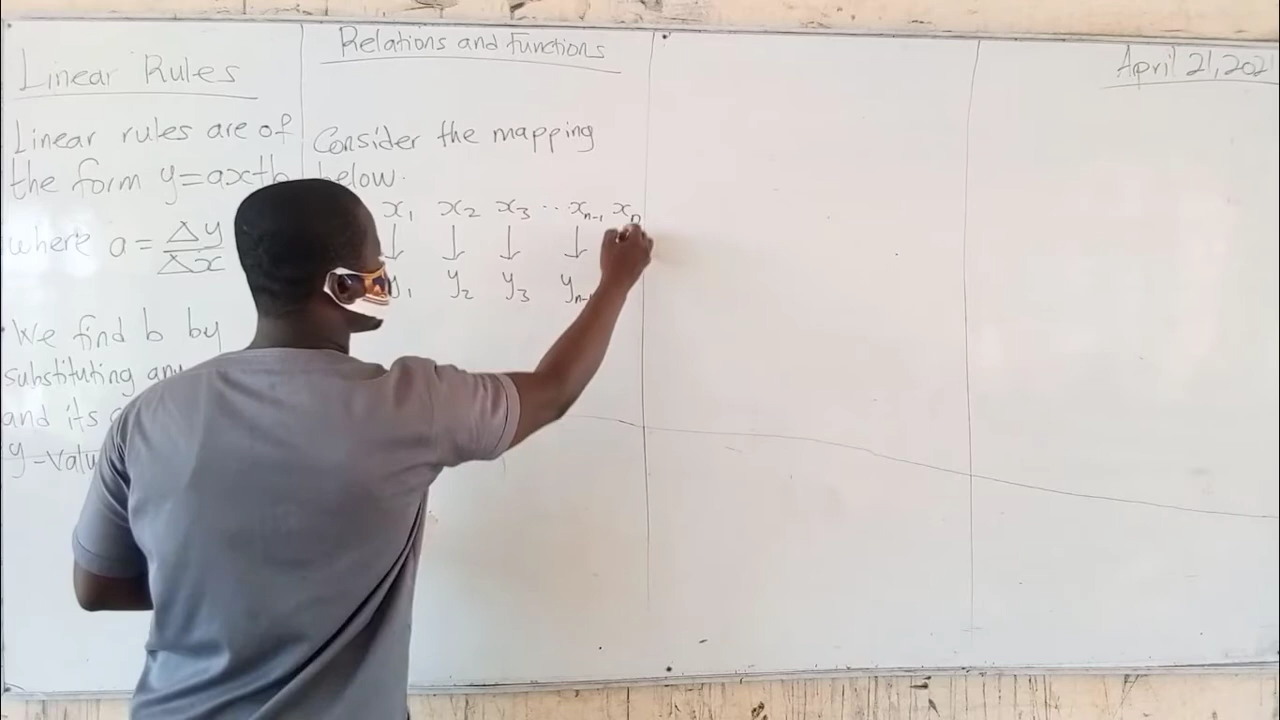 Relations and Functions
April 21, 202
Linear Rules
Linear rules are of
the form y=ax+b
where a = Δy/Δx
We find b by
substituting any
and its
y-valu
Consider the mapping
below.
x₁ x₂ x₃ ... xₙ₋₁ xₙ
↓ ↓ ↓ ↓
y₁ y₂ y₃ yₙ₋₁